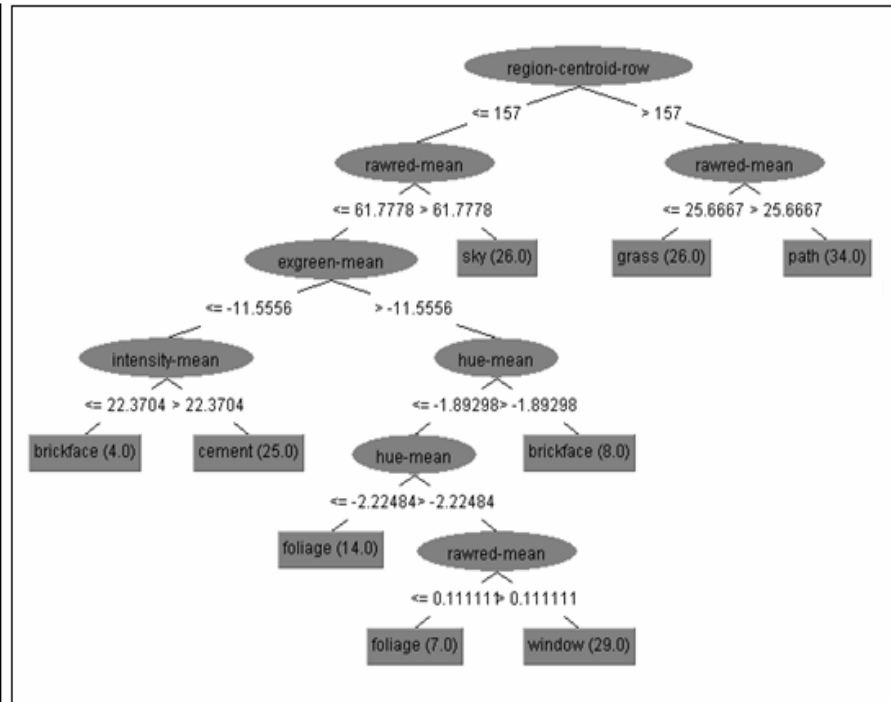 region-centroid-row
<= 157 > 157
rawred-mean rawred-mean
<= 61.7778 > 61.7778 <= 25.6667 > 25.6667
exgreen-mean sky (26.0) grass (26.0) path (34.0)
<= -11.5556 > -11.5556
intensity-mean hue-mean
<= 22.3704 > 22.3704 <= -1.89298 > -1.89298
brickface (4.0) cement (25.0) hue-mean brickface (8.0)
<= -2.22484 > -2.22484
foliage (14.0) rawred-mean
<= 0.111111 > 0.111111
foliage (7.0) window (29.0)